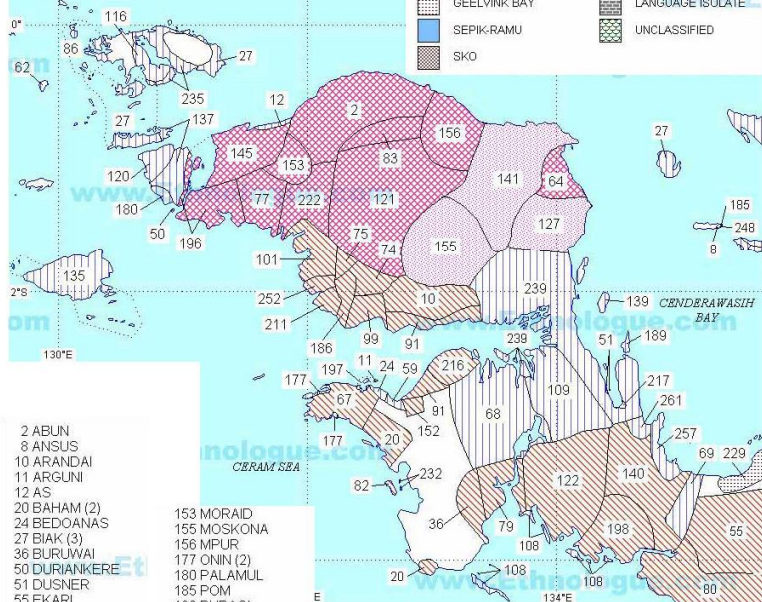 GEELVINK BAY
LANGUAGE ISOLATE
SEPIK-RAMU
UNCLASSIFIED
SKO
0°
116
86
62
27
235
27
137
12
2
156
145
153
83
27
120
141
64
185
180
77
222
121
248
50
196
127
8
75
155
101
74
135
252
10
239
2°S
211
139
CENDERAWASIH
BAY
www.Ethnologue.com
186
99
91
130°E
239
51
189
11
24
59
216
197
177
67
109
217
91
68
261
177
152
257
20
69
229
CERAM SEA
232
82
122
140
36
79
198
55
108
108
20
108
80
134°E
2 ABUN
8 ANSUS
10 ARANDAI
11 ARGUNI
12 AS
20 BAHAM (2)
24 BEDOANAS
27 BIAK (3)
36 BURUWAI
50 DURIANKERE
51 DUSNER
55 EKARI
153 MORAID
155 MOSKONA
156 MPUR
177 ONIN (2)
180 PALAMUL
185 POM